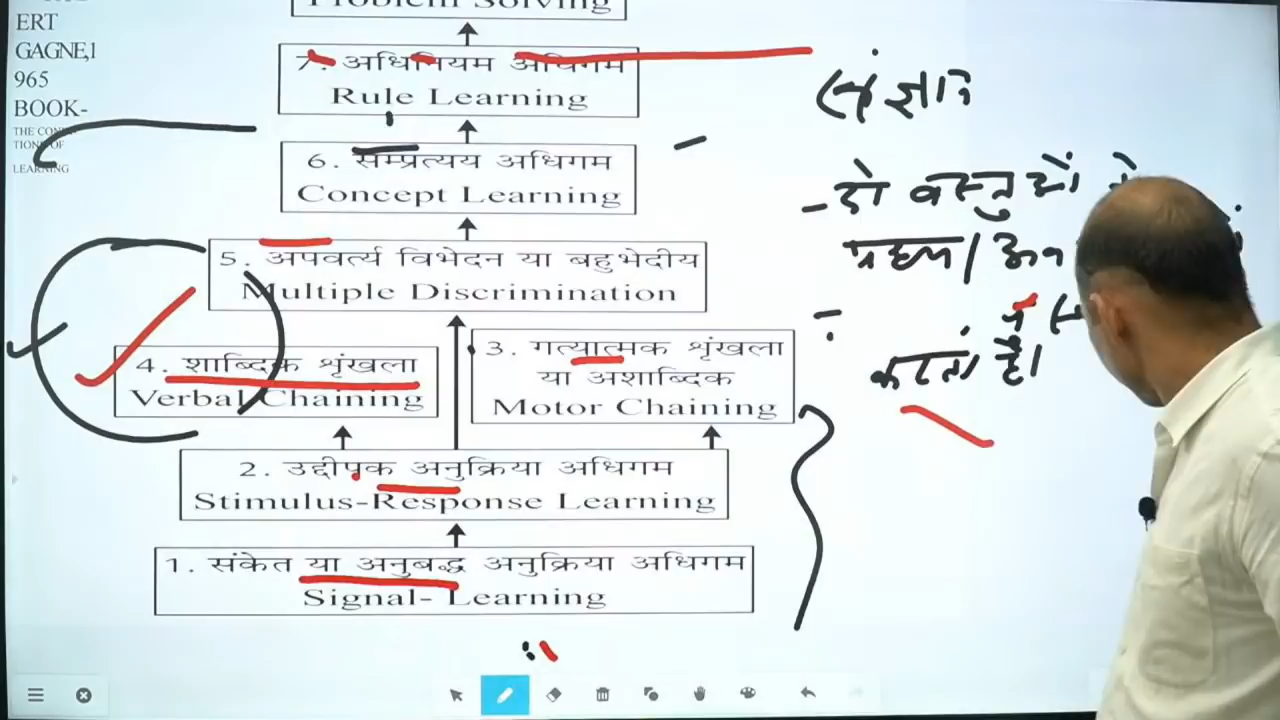 ERT
GAGNE,1
965
BOOK-
THE CON
TIONS OF
LEARNING
Problem Solving
7. अधिनियम अधिगम
Rule Learning
6. सम्प्रत्यय अधिगम
Concept Learning
5. अपवर्त्य विभेदन या बहुभेदीय
Multiple Discrimination
4. शाब्दिक श्रृंखला
Verbal Chaining
3. गत्यात्मक श्रृंखला
या अशाब्दिक
Motor Chaining
2. उद्दीपक अनुक्रिया अधिगम
Stimulus-Response Learning
1. संकेत या अनुबद्ध अनुक्रिया अधिगम
Signal- Learning
- दो वस्तुओं
करता है।